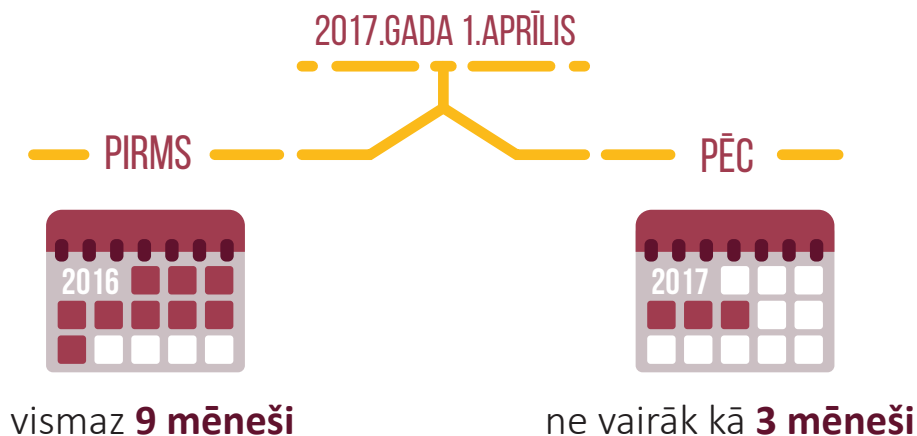 2017.GADA 1.APRĪLIS
PIRMS
PĒC
2016
2017
vismaz 9 mēneši
ne vairāk kā 3 mēneši